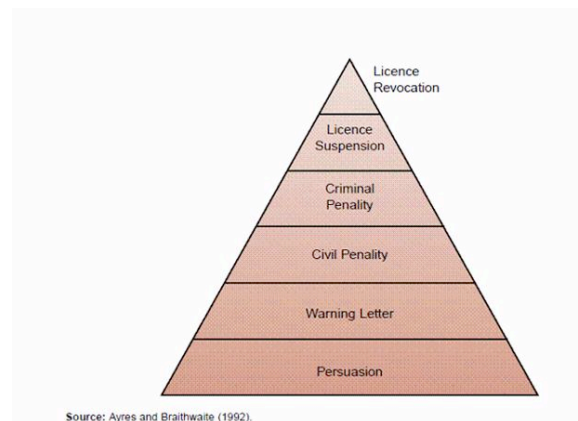 Licence
Revocation
Licence
Suspension
Criminal
Penality
Civil Penality
Warning Letter
Persuasion
Source: Ayres and Braithwaite (1992).